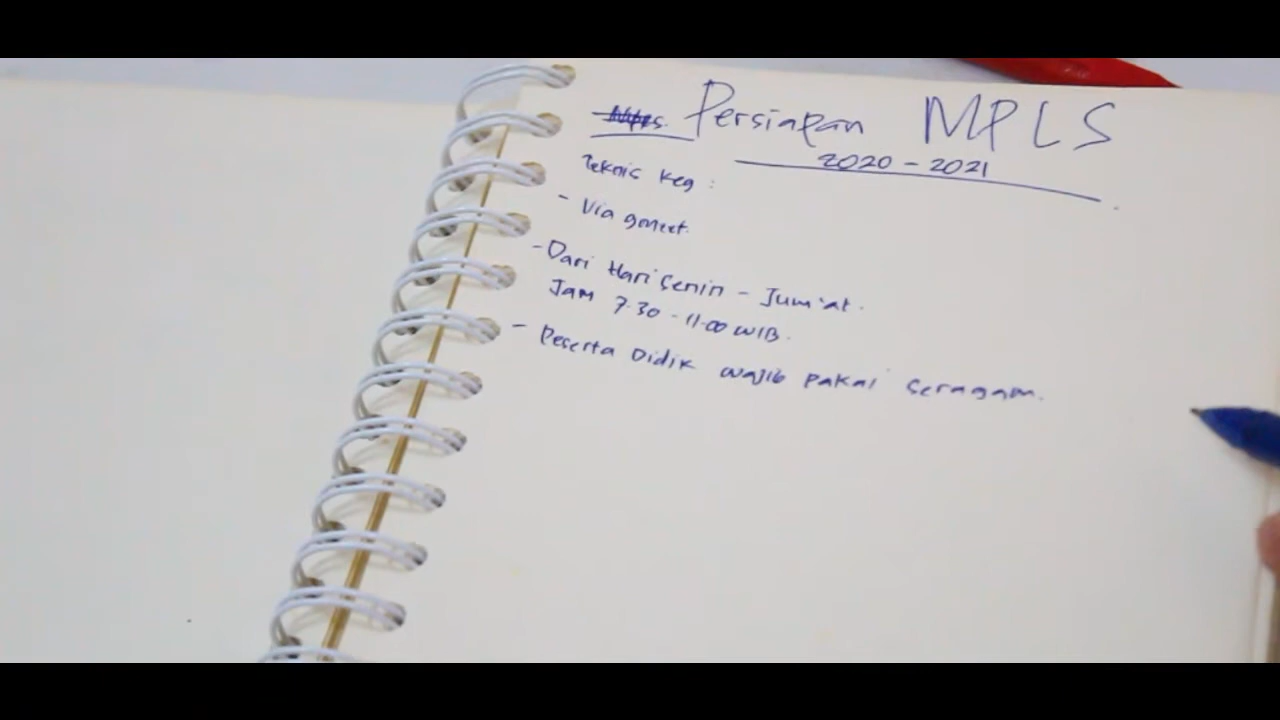 Persiapan MPLS
2020 - 2021
Teknis Keg :
- Via gmeet.
- Dari Hari Senin - Jum'at.
Jam 7.30 - 11.00 WIB.
- Peserta Didik wajib pakai seragam.